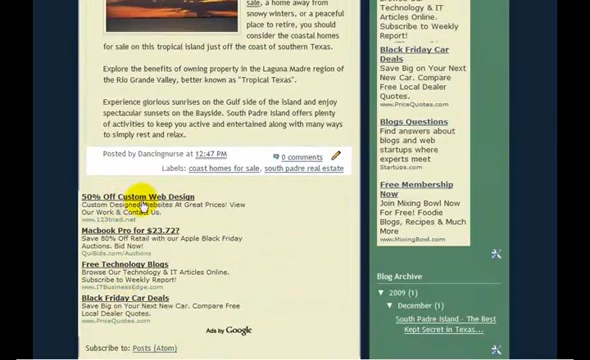 sale, a home away from
snowy winters, or a peaceful
place to retire, you should
consider the coastal homes
for sale on this tropical island just off the coast of southern Texas.
Explore the benefits of owning property in the Laguna Madre region of
the Rio Grande Valley, better known as "Tropical Texas".
Experience glorious sunrises on the Gulf side of the Island and enjoy
spectacular sunsets on the Bayside. South Padre Island offers plenty
of activities to keep you active and entertained along with many ways
to simply rest and relax.
Posted by Dancingnurse at 12:47 PM
0 comments
Labels: coast homes for sale, south padre real estate
50% Off Custom Web Design
Custom Designed Websites At Great Prices! View
Our Work & Contact Us.
www.123triad.net
Macbook Pro for $23.72?
Save 80% Off Retail with our Apple Black Friday
Auctions. Bid Now!
QuiBids.com/Auctions
Free Technology Blogs
Browse Our Technology & IT Articles Online.
Subscribe to Weekly Report!
www.ITBusinessEdge.com
Black Friday Car Deals
Save Big on Your Next New Car. Compare Free
Local Dealer Quotes.
www.PriceQuotes.com
Ads by Google
Subscribe to: Posts (Atom)
Browse Our
Technology & IT
Articles Online.
Subscribe to Weekly
Report!
Black Friday Car
Deals
Save Big on Your Next
New Car. Compare
Free Local Dealer
Quotes.
www.PriceQuotes.com
Blogs Questions
Find answers about
blogs and web
startups where
experts meet
Startups.com
Free Membership
Now
Join Mixing Bowl Now
For Free! Foodie
Blogs, Recipes & Much
More
www.MixingBowl.com
Blog Archive
▼ 2009 (1)
▼ December (1)
South Padre Island - The Best
Kept Secret in Texas...